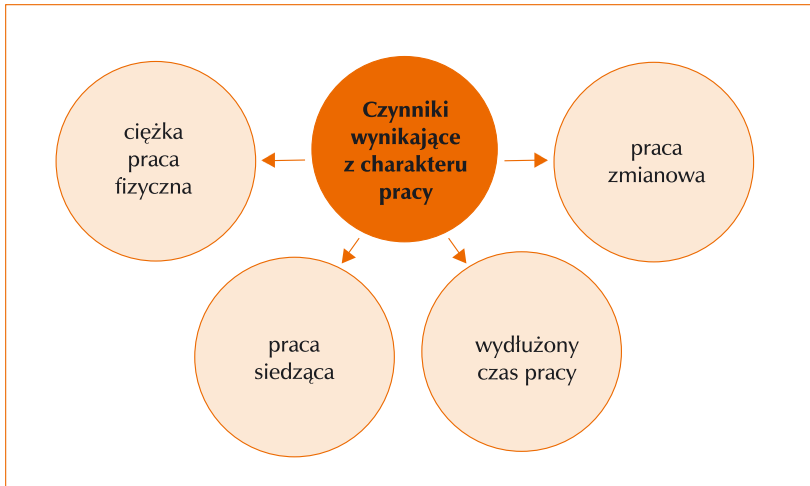 Czynniki
wynikające
z charakteru
pracy
ciężka
praca
fizyczna
praca
siedząca
wydłużony
czas pracy
praca
zmianowa